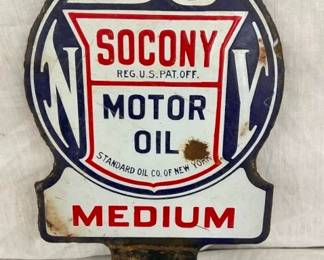 SOCONY
REG.U.S.PAT.OFF.
N
MOTOR
Y
OIL
STANDARD OIL CO. OF NEW YORK
MEDIUM